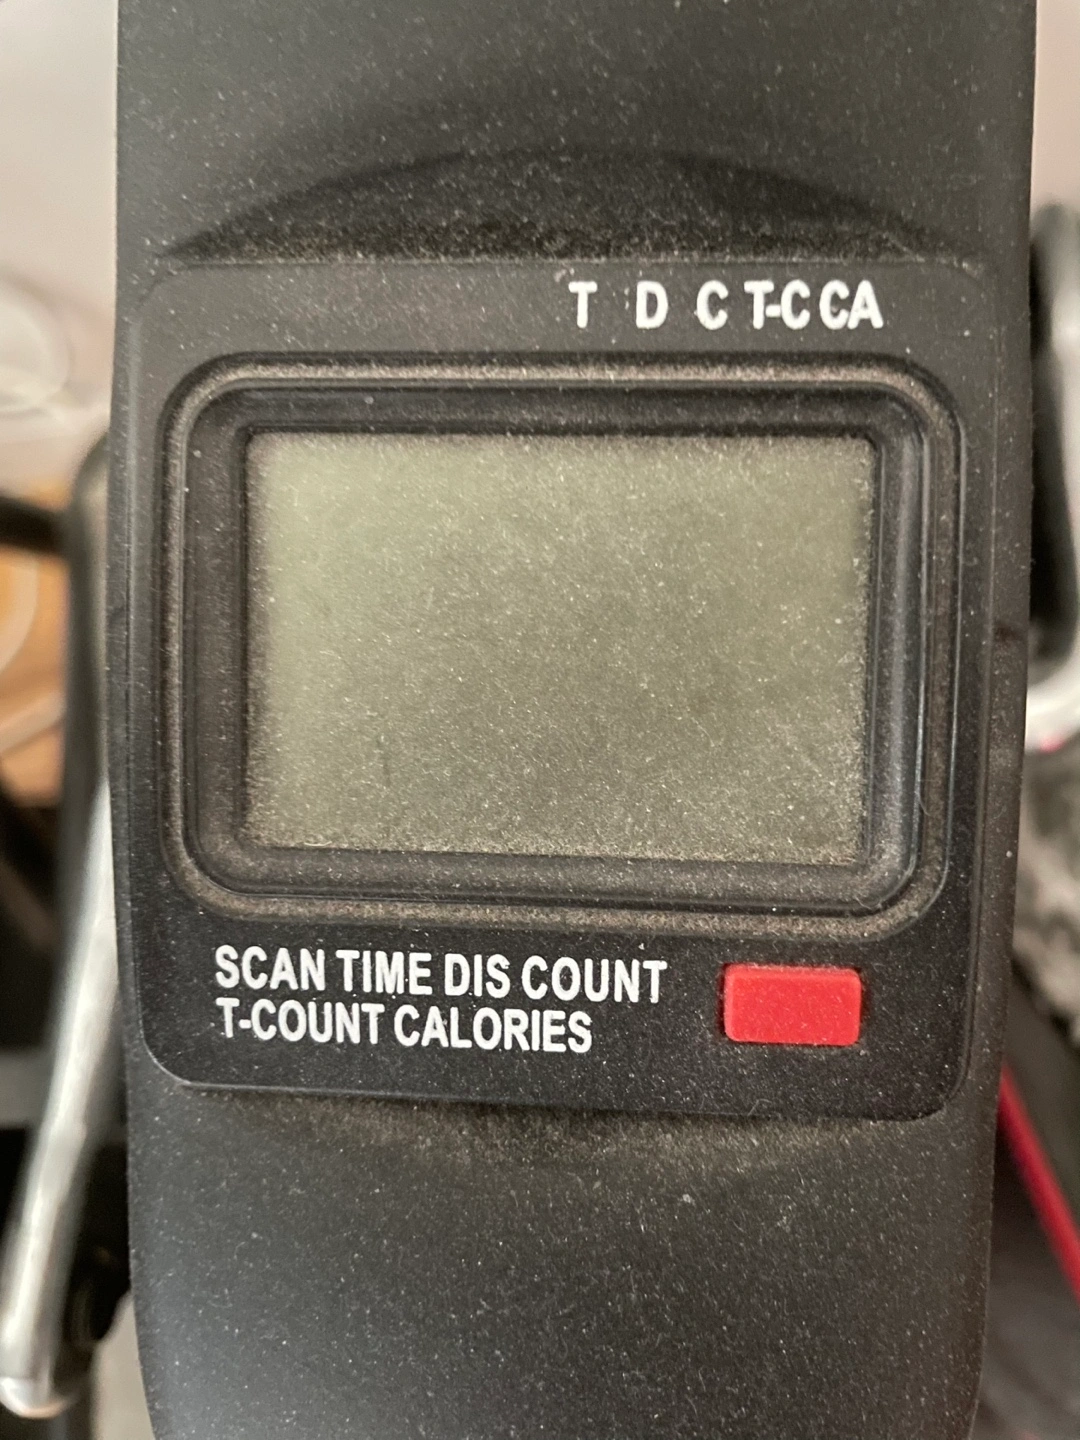 T D C T-C CA
SCAN TIME DIS COUNT
T-COUNT CALORIES